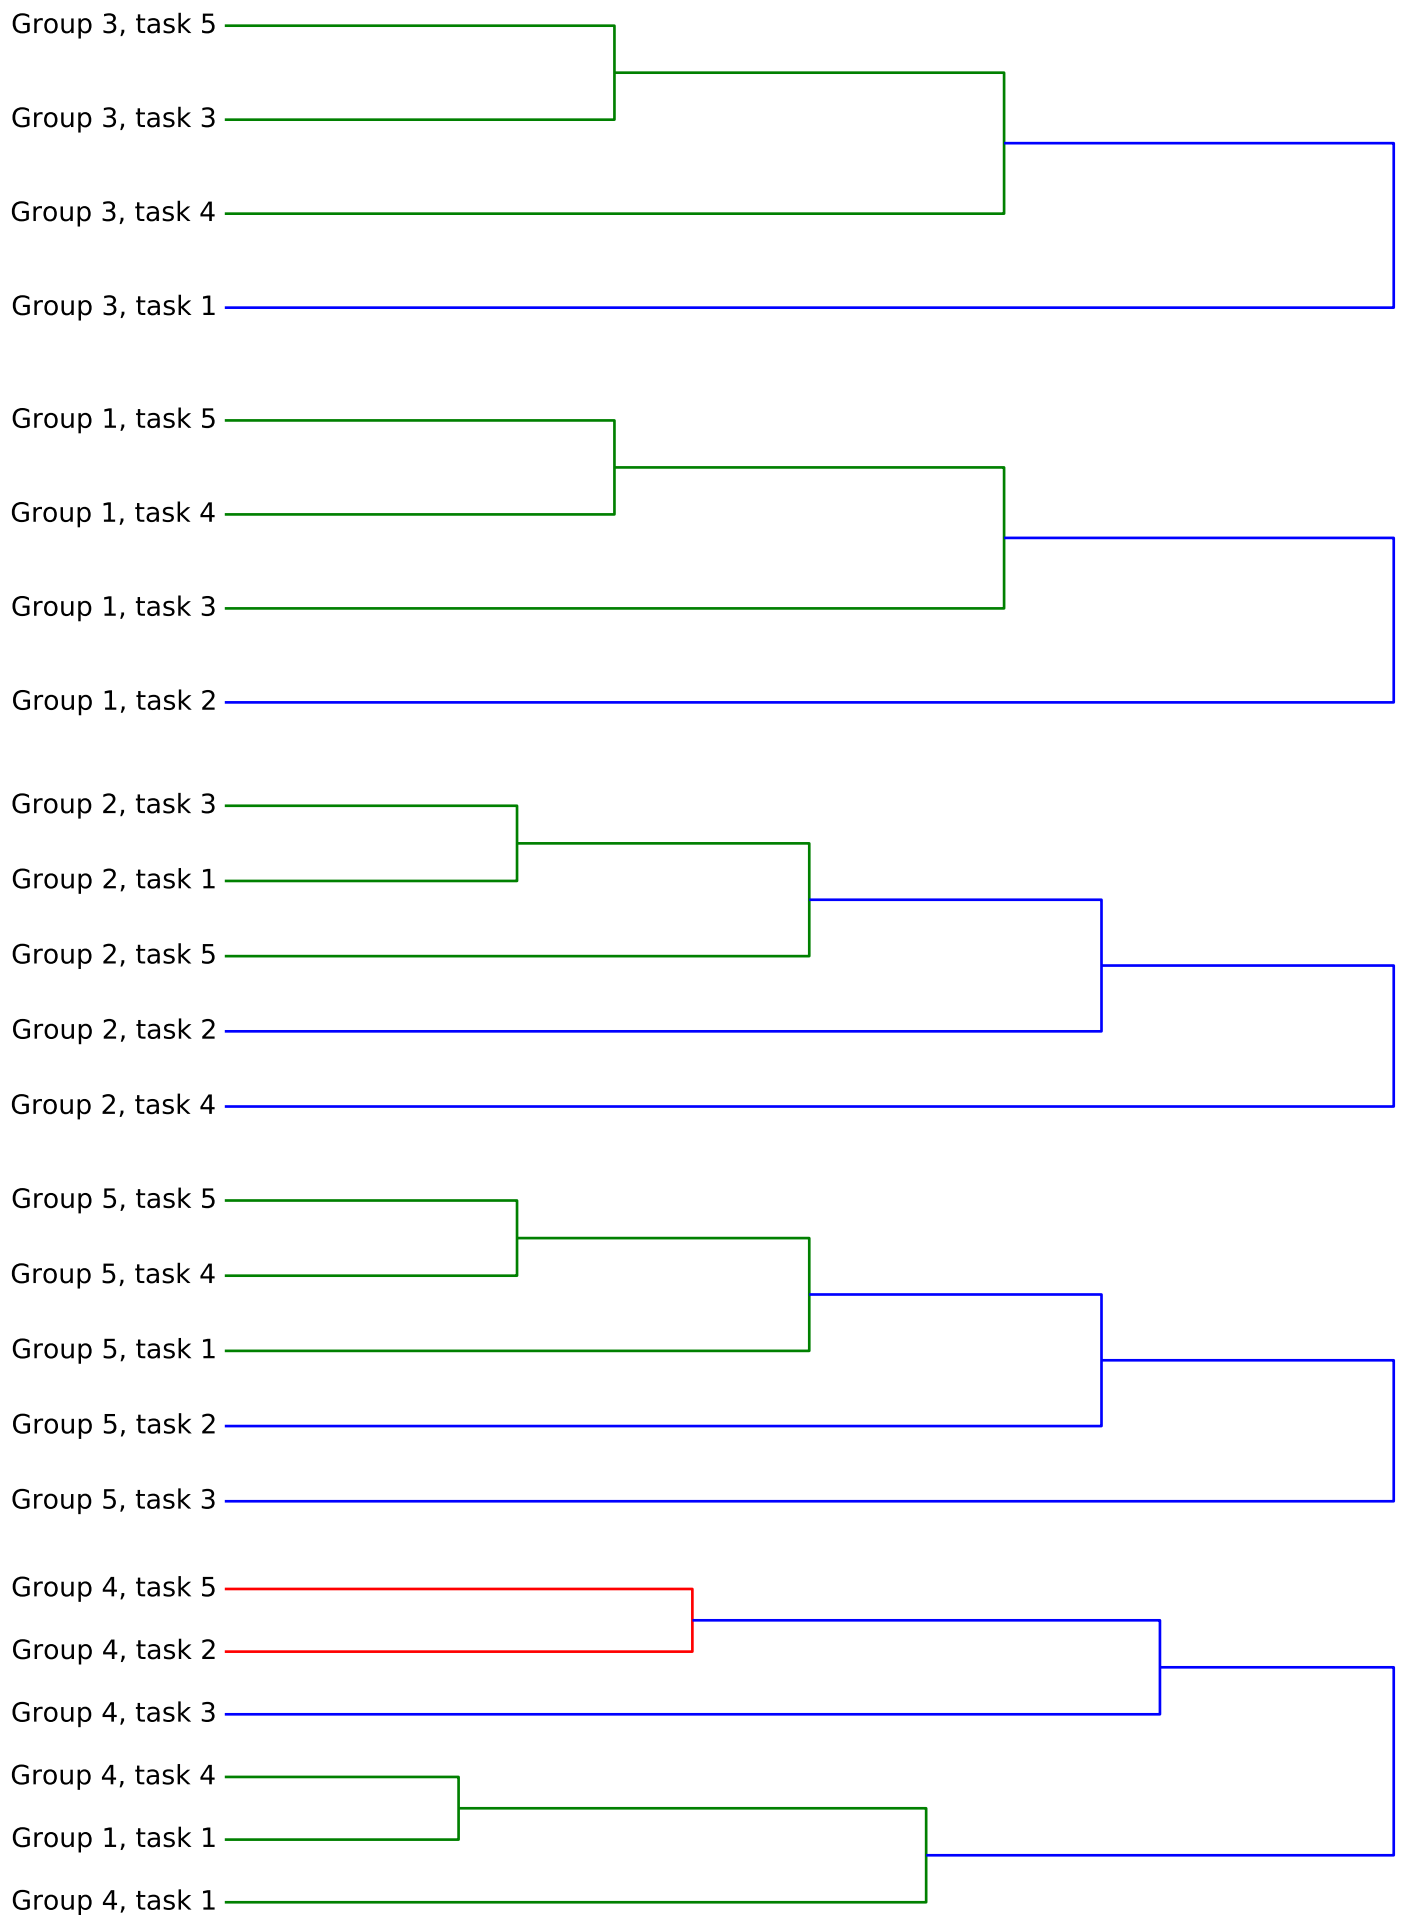 Group 3, task 5
Group 3, task 3
Group 3, task 4
Group 3, task 1
Group 1, task 5
Group 1, task 4
Group 1, task 3
Group 1, task 2
Group 2, task 3
Group 2, task 1
Group 2, task 5
Group 2, task 2
Group 2, task 4
Group 5, task 5
Group 5, task 4
Group 5, task 1
Group 5, task 2
Group 5, task 3
Group 4, task 5
Group 4, task 2
Group 4, task 3
Group 4, task 4
Group 1, task 1
Group 4, task 1